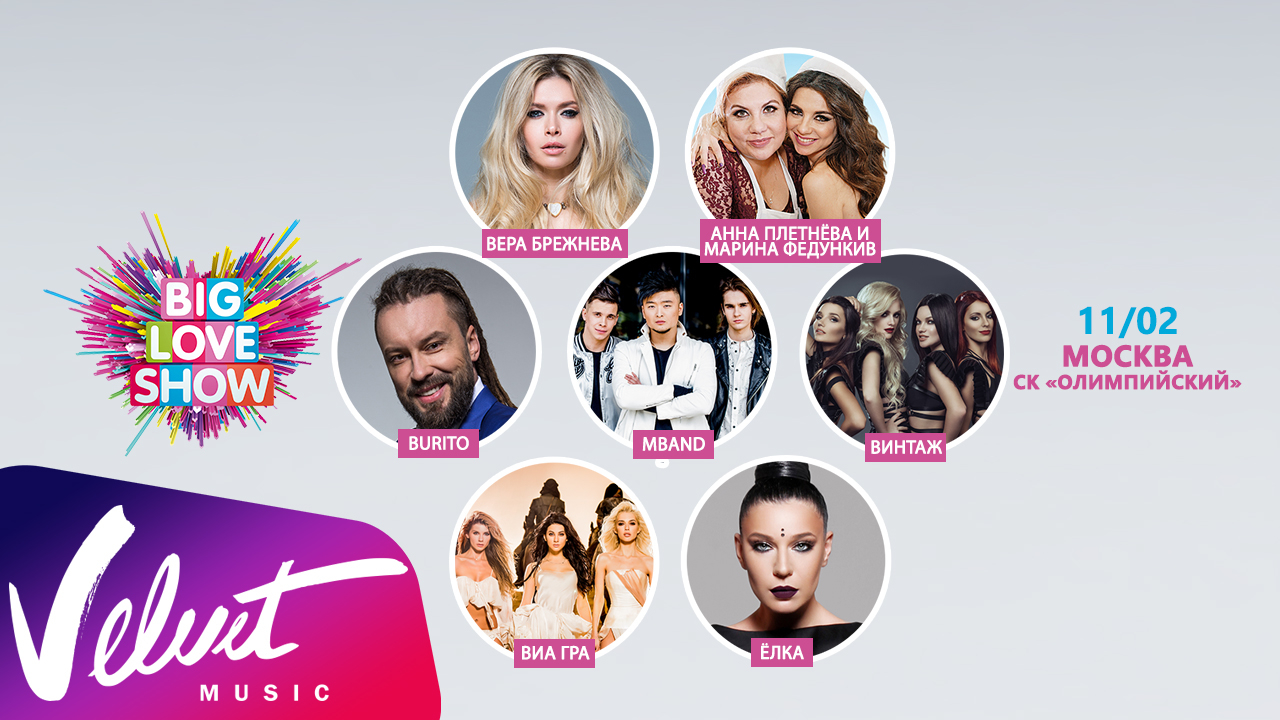 BIG
LOVE
SHOW
ВЕРА БРЕЖНЕВА
АННА ПЛЕТНЁВА И
МАРИНА ФЕДУНКИВ
BURITO
MBAND
ВИНТАЖ
ВИА ГРА
ЁЛКА
11/02
МОСКВА
СК «ОЛИМПИЙСКИЙ»
Velvet
MUSIC